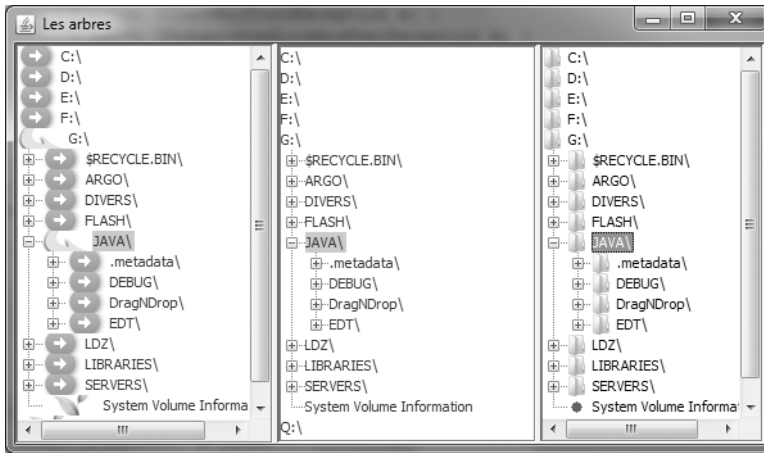 Les arbres
C:\
D:\
E:\
F:\
G:\
$RECYCLE.BIN\
ARGO\
DIVERS\
FLASH\
JAVA\
.metadata\
DEBUG\
DragNDrop\
EDT\
LDZ\
LIBRARIES\
SERVERS\
System Volume Informa
C:\
D:\
E:\
F:\
G:\
$RECYCLE.BIN\
ARGO\
DIVERS\
FLASH\
JAVA\
.metadata\
DEBUG\
DragNDrop\
EDT\
LDZ\
LIBRARIES\
SERVERS\
System Volume Information
Q:\
C:\
D:\
E:\
F:\
G:\
$RECYCLE.BIN\
ARGO\
DIVERS\
FLASH\
JAVA\
.metadata\
DEBUG\
DragNDrop\
EDT\
LDZ\
LIBRARIES\
SERVERS\
System Volume Informat